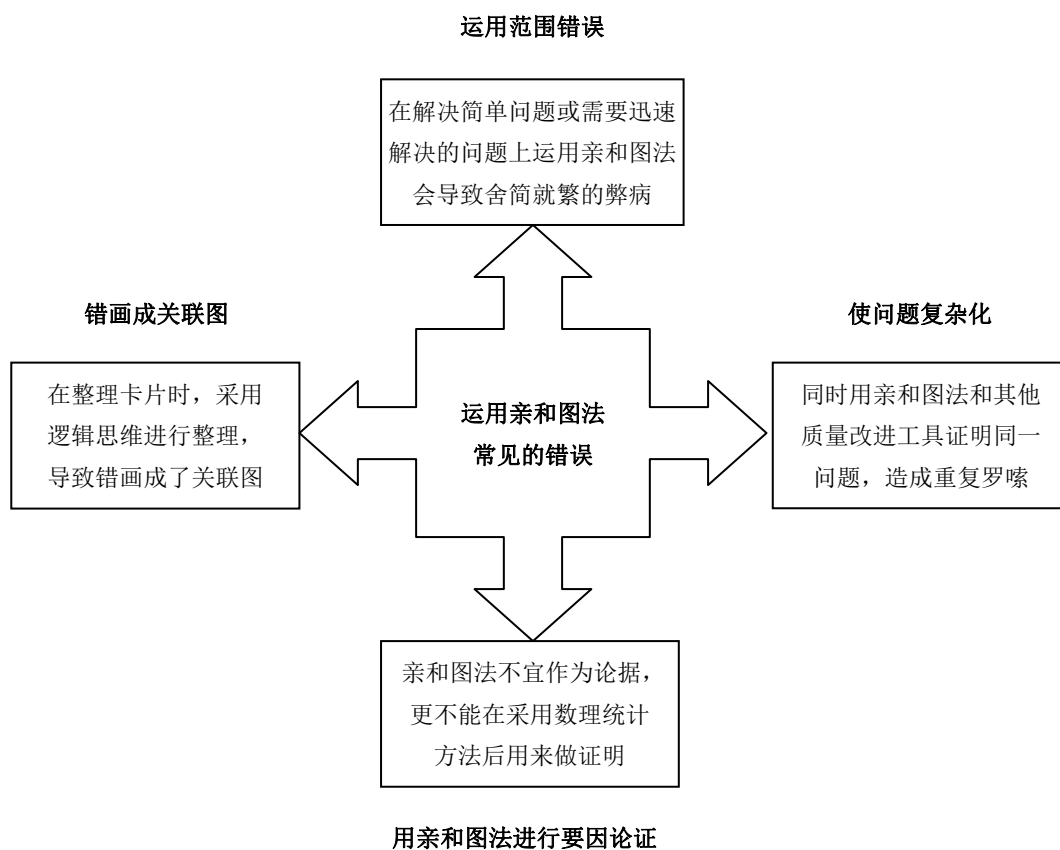 运用范围错误
在解决简单问题或需要迅速
解决的问题上运用亲和图法
会导致舍简就繁的弊病
错画成关联图
在整理卡片时，采用
逻辑思维进行整理，
导致错画成了关联图
运用亲和图法
常见的错误
使问题复杂化
同时用亲和图法和其他
质量改进工具证明同一
问题，造成重复罗嗦
亲和图法不宜作为论据，
更不能在采用数理统计
方法后用来做证明
用亲和图法进行要因论证